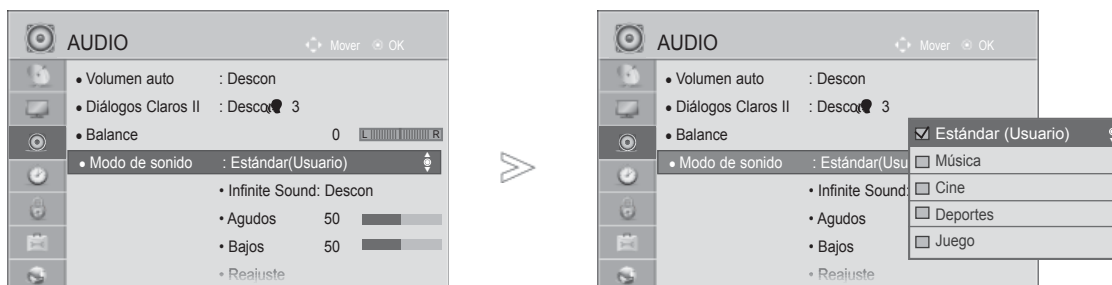 AUDIO Mover OK
• Volumen auto : Descon
• Diálogos Claros II : Descon 3
• Balance 0 L R
• Modo de sonido : Estándar(Usuario)
• Infinite Sound: Descon
• Agudos 50
• Bajos 50
• Reajuste
AUDIO Mover OK
• Volumen auto : Descon
• Diálogos Claros II : Descon 3
• Balance
• Modo de sonido : Estándar(Usu
• Infinite Sound:
• Agudos
• Bajos
• Reajuste
Estándar (Usuario)
Música
Cine
Deportes
Juego